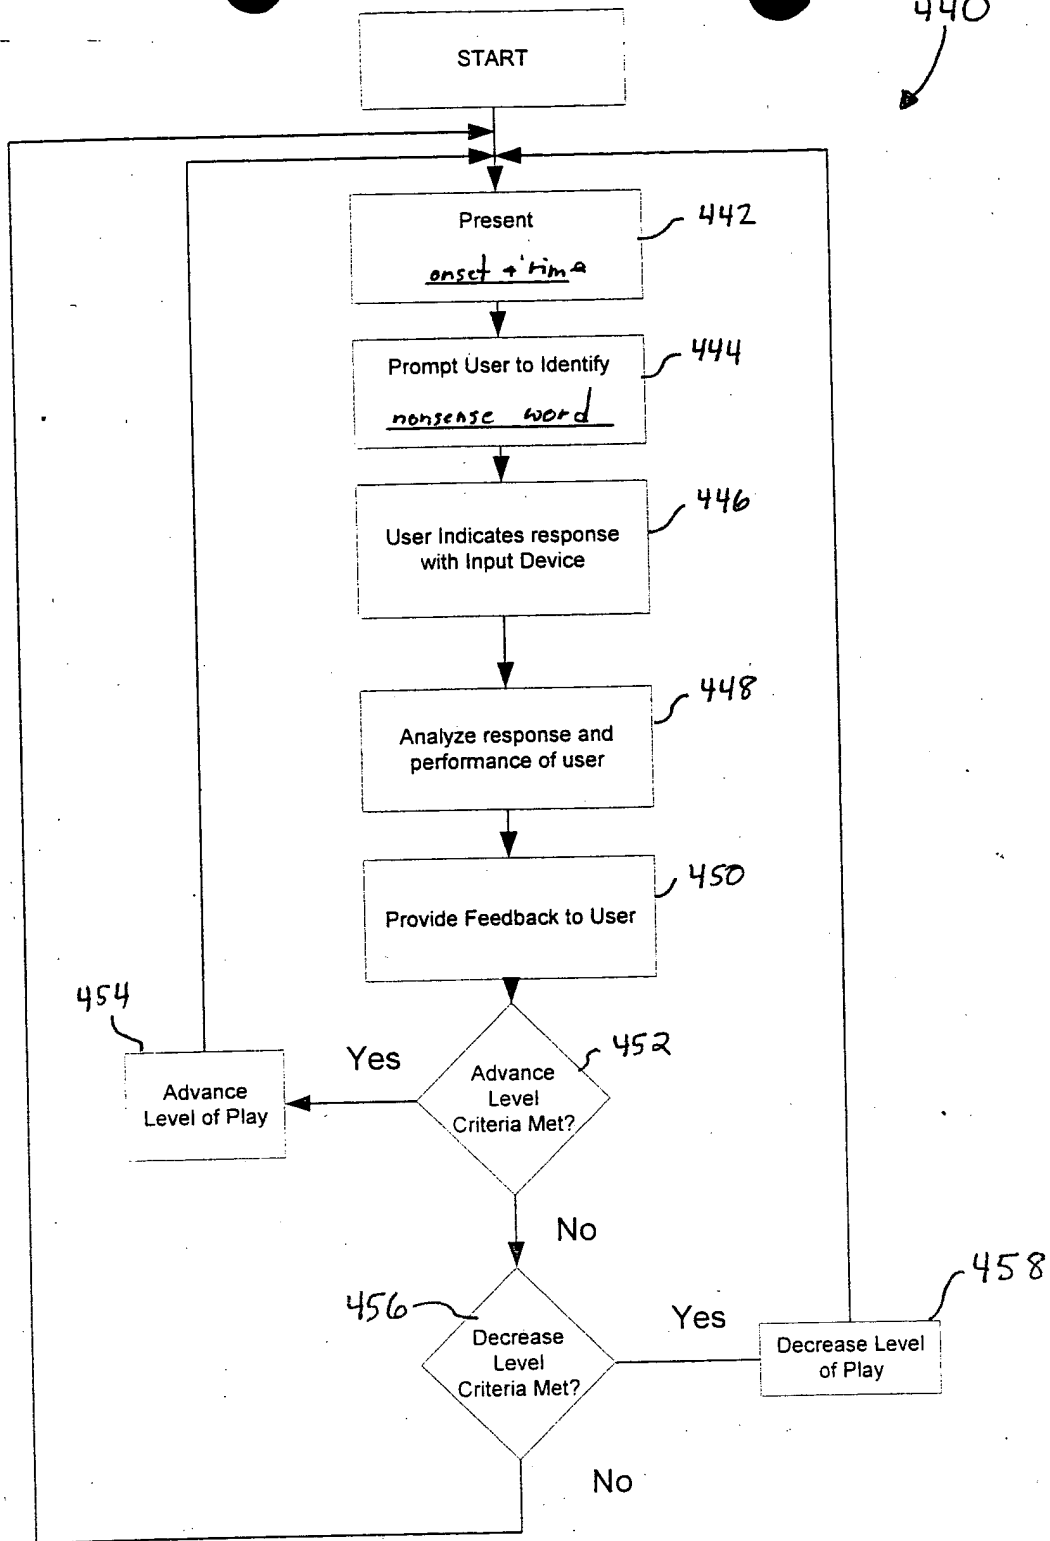 440
START
Present
onset + rime
442
Prompt User to Identify
nonsense word
444
User Indicates response
with Input Device
446
Analyze response and
performance of user
448
Provide Feedback to User
450
454
Advance
Level of Play
Yes
Advance
Level
Criteria Met?
452
No
456
Decrease
Level
Criteria Met?
Yes
Decrease Level
of Play
458
No